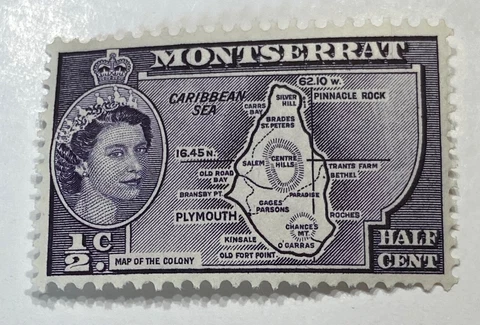 MONTSERRAT
62.10 W.
CARIBBEAN
SEA
SILVER
HILL
PINNACLE ROCK
CARRS
BAY
BRADES
ST. PETERS
16.45 N.
SALEM
CENTRE
HILLS
TRANTS FARM
OLD ROAD
BAY
BETHEL
BRANSBY PT.
PARADISE
GAGES
PARSONS
PLYMOUTH
ROCHES
CHANCE'S
MT.
KINSALE
O'GARRAS
OLD FORT POINT.
1/2 C.
MAP OF THE COLONY
HALF
CENT